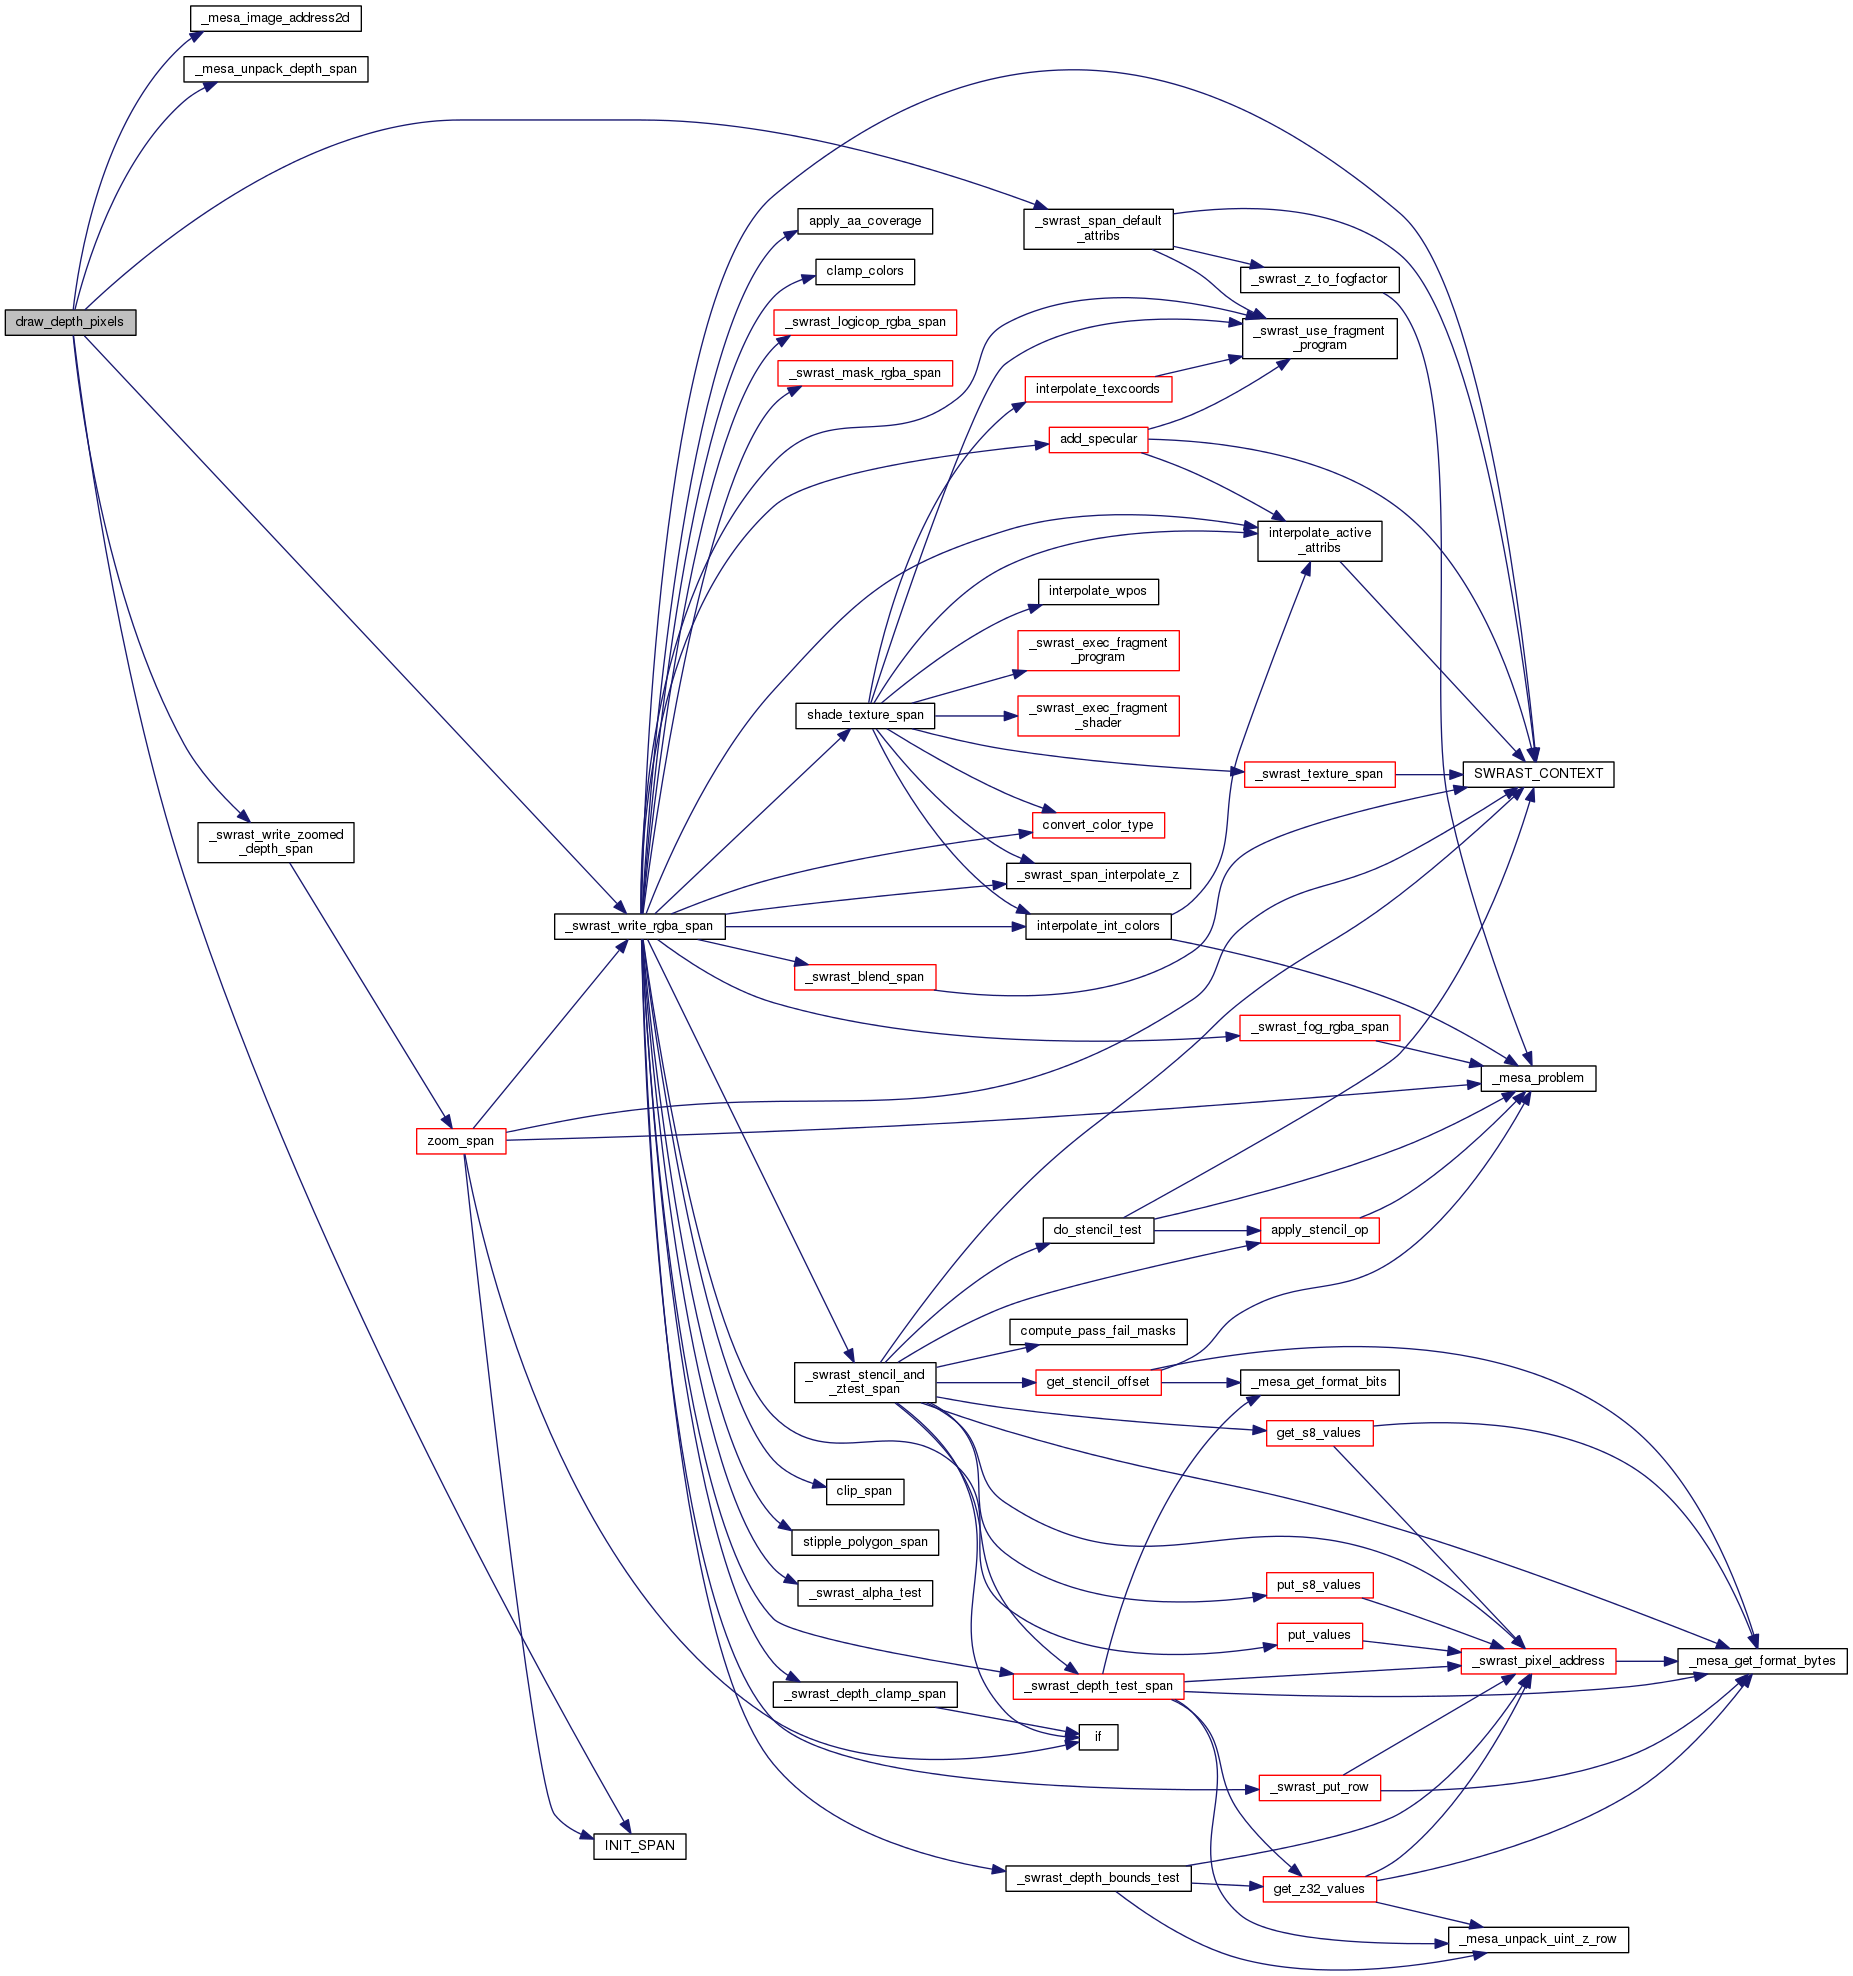 _mesa_image_address2d
_mesa_unpack_depth_span
_swrast_span_default
_attribs
apply_aa_coverage
clamp_colors
_swrast_z_to_fogfactor
draw_depth_pixels
_swrast_logicop_rgba_span
_swrast_use_fragment
_program
_swrast_mask_rgba_span
interpolate_texcoords
add_specular
interpolate_active
_attribs
interpolate_wpos
_swrast_exec_fragment
_program
shade_texture_span
_swrast_exec_fragment
_shader
_swrast_texture_span
SWRAST_CONTEXT
convert_color_type
_swrast_write_zoomed
_depth_span
_swrast_span_interpolate_z
_swrast_write_rgba_span
interpolate_int_colors
_swrast_blend_span
_swrast_fog_rgba_span
_mesa_problem
zoom_span
do_stencil_test
apply_stencil_op
compute_pass_fail_masks
_swrast_stencil_and
_ztest_span
get_stencil_offset
_mesa_get_format_bits
get_s8_values
clip_span
stipple_polygon_span
_swrast_alpha_test
put_s8_values
put_values
_swrast_pixel_address
_mesa_get_format_bytes
_swrast_depth_clamp_span
_swrast_depth_test_span
if
_swrast_put_row
INIT_SPAN
_swrast_depth_bounds_test
get_z32_values
_mesa_unpack_uint_z_row